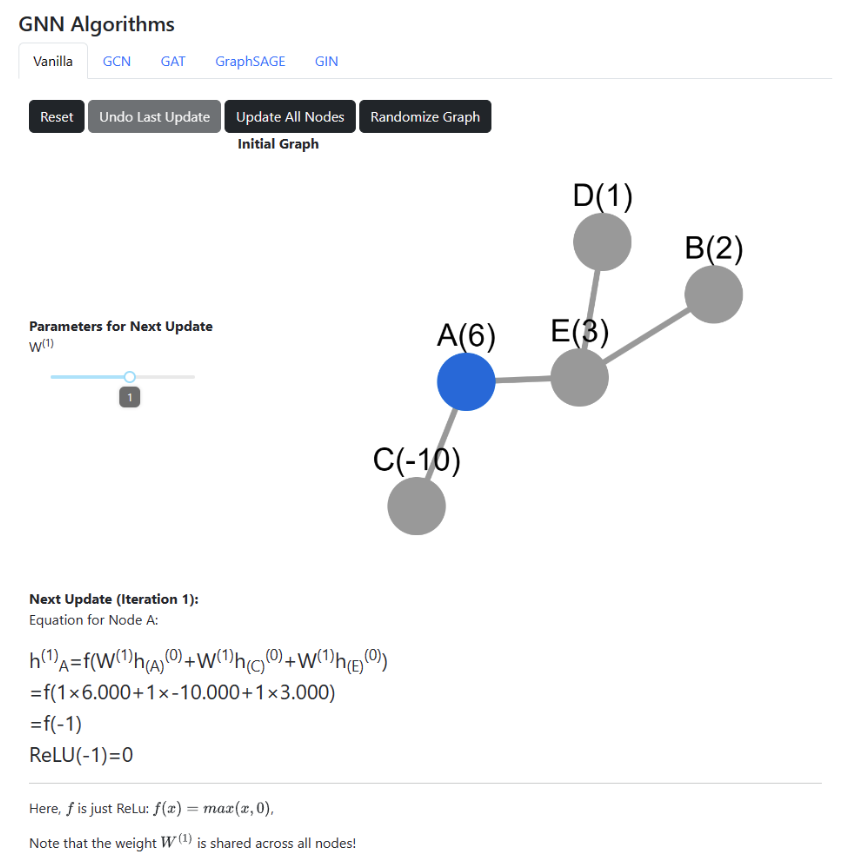 GNN Algorithms
Vanilla GCN GAT GraphSAGE GIN
Reset Undo Last Update Update All Nodes Randomize Graph
Initial Graph
D(1)
B(2)
Parameters for Next Update
W⁽¹⁾
A(6)
E(3)
1
C(-10)
Next Update (Iteration 1):
Equation for Node A:
h⁽¹⁾_A=f(W⁽¹⁾h_(A)⁽⁰⁾+W⁽¹⁾h_(C)⁽⁰⁾+W⁽¹⁾h_(E)⁽⁰⁾)
=f(1×6.000+1×-10.000+1×3.000)
=f(-1)
ReLU(-1)=0
Here, f is just ReLu: f(x) = max(x, 0),
Note that the weight W⁽¹⁾ is shared across all nodes!